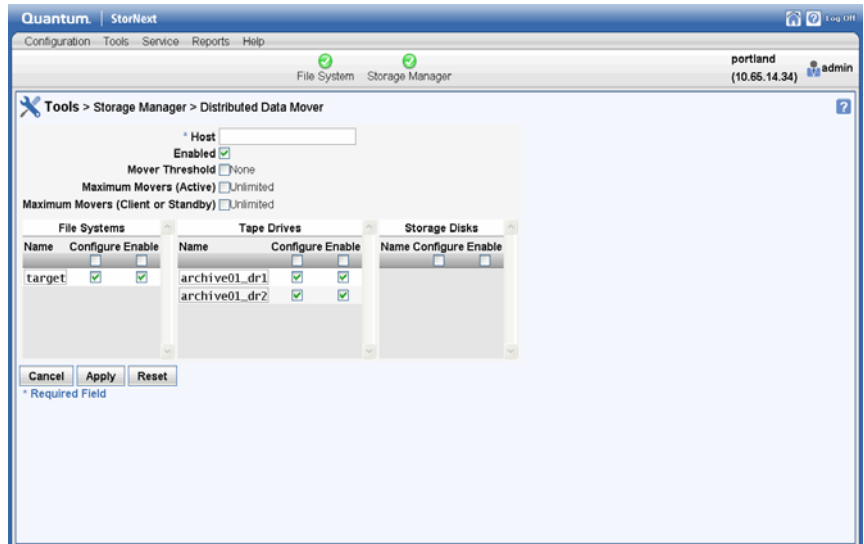 Quantum. | StorNext
Log Off
Configuration Tools Service Reports Help
File System Storage Manager
portland
(10.65.14.34)
admin
Tools > Storage Manager > Distributed Data Mover
* Host
Enabled
Mover Threshold None
Maximum Movers (Active) Unlimited
Maximum Movers (Client or Standby) Unlimited
File Systems Tape Drives Storage Disks
Name Configure Enable Name Configure Enable Name Configure Enable
target archive01_dr1
archive01_dr2
Cancel Apply Reset
* Required Field